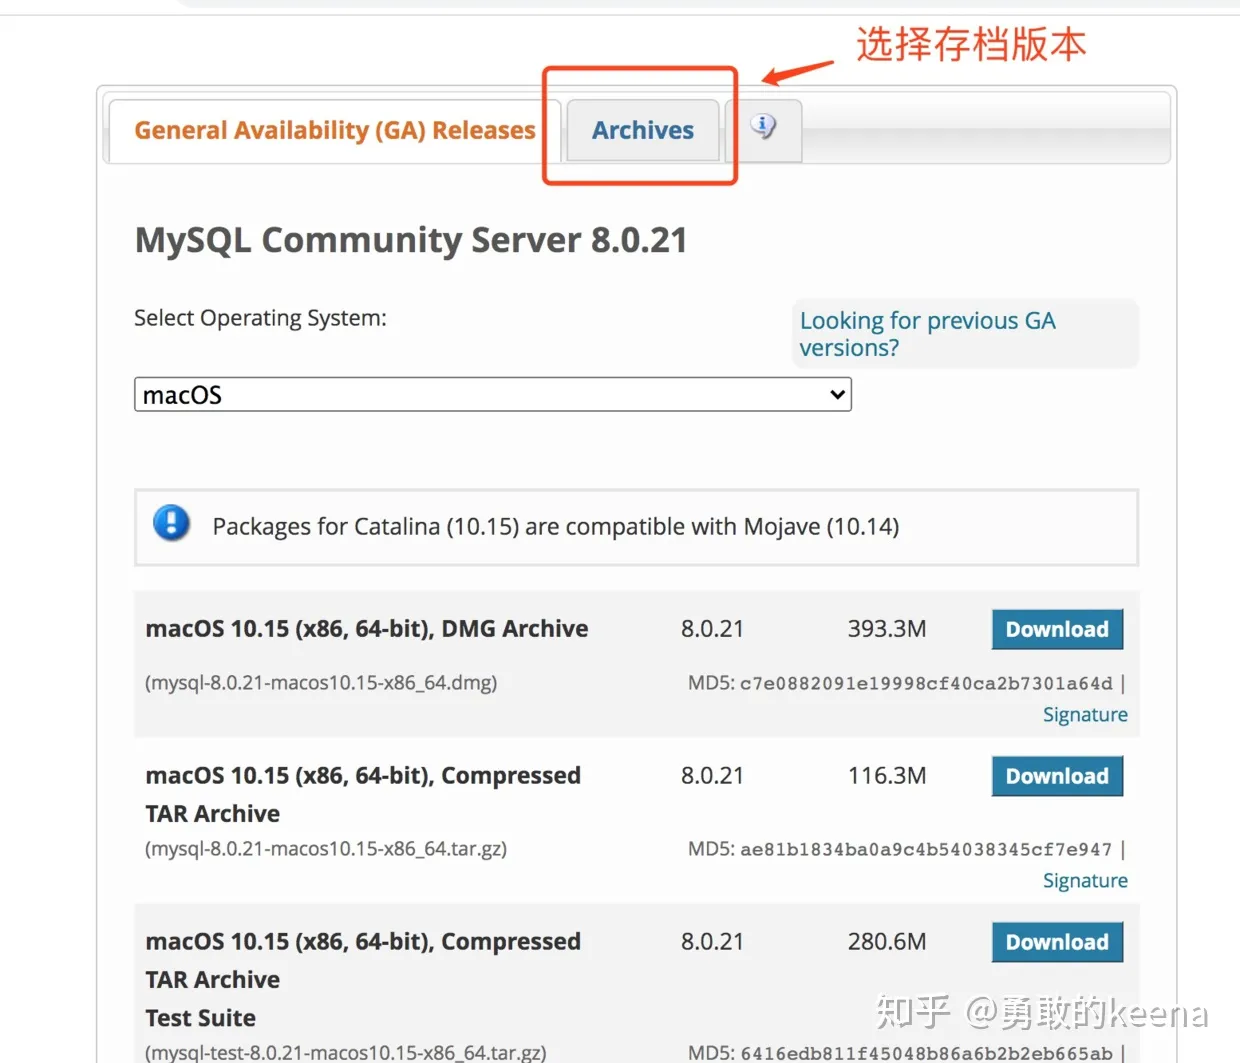 选择存档版本
General Availability (GA) Releases
Archives
MySQL Community Server 8.0.21
Select Operating System:
Looking for previous GA
versions?
macOS
Packages for Catalina (10.15) are compatible with Mojave (10.14)
macOS 10.15 (x86, 64-bit), DMG Archive 8.0.21 393.3M Download
(mysql-8.0.21-macos10.15-x86_64.dmg) MD5: c7e0882091e19998cf40ca2b7301a64d |
Signature
macOS 10.15 (x86, 64-bit), Compressed 8.0.21 116.3M Download
TAR Archive
(mysql-8.0.21-macos10.15-x86_64.tar.gz) MD5: ae81b1834ba0a9c4b54038345cf7e947 |
Signature
macOS 10.15 (x86, 64-bit), Compressed 8.0.21 280.6M Download
TAR Archive
Test Suite
(mysql-test-8.0.21-macos10.15-x86_64.tar.gz) MD5: 6416edb811f45048b86a6b2b2eb665ab |
知乎 @勇敢的keena